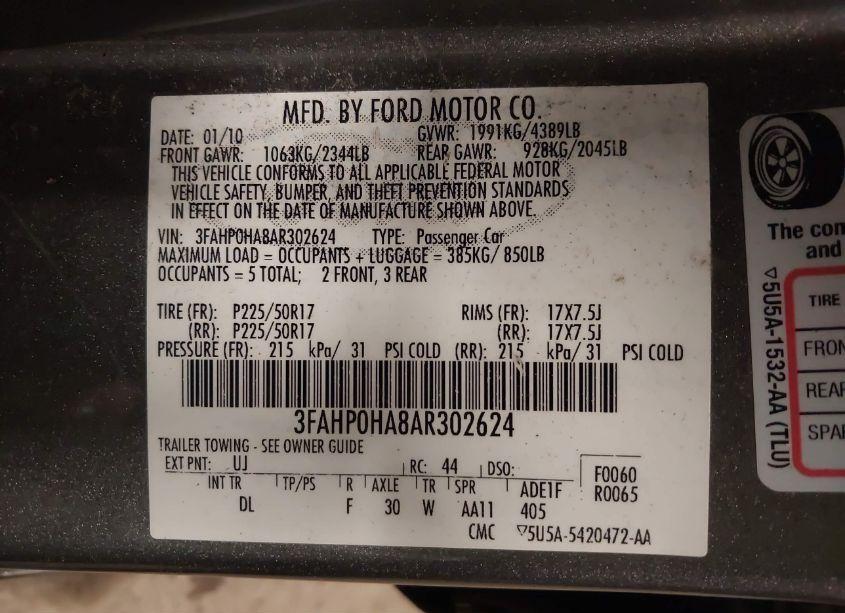 MFD. BY FORD MOTOR CO.
DATE: 01/10 GVWR: 1991KG/4389LB
FRONT GAWR: 1063KG/2344LB REAR GAWR: 928KG/2045LB
THIS VEHICLE CONFORMS TO ALL APPLICABLE FEDERAL MOTOR
VEHICLE SAFETY, BUMPER, AND THEFT PREVENTION STANDARDS
IN EFFECT ON THE DATE OF MANUFACTURE SHOWN ABOVE.
VIN: 3FAHP0HA8AR302624 TYPE: Passenger Car
MAXIMUM LOAD = OCCUPANTS + LUGGAGE = 385KG/ 850LB
OCCUPANTS = 5 TOTAL; 2 FRONT, 3 REAR
TIRE (FR): P225/50R17 RIMS (FR): 17X7.5J
(RR): P225/50R17 (RR): 17X7.5J
PRESSURE (FR): 215 kPa/ 31 PSI COLD (RR): 215 kPa/ 31 PSI COLD
3FAHP0HA8AR302624
TRAILER TOWING - SEE OWNER GUIDE
EXT PNT: UJ RC: 44 DSO: F0060
INT TR TP/PS R AXLE TR SPR ADE1F R0065
DL F 30 W AA11 405
CMC ▽5U5A-5420472-AA
The com
and
▽5U5A-1532-AA (TLU)
TIRE
FRON
REAR
SPAR